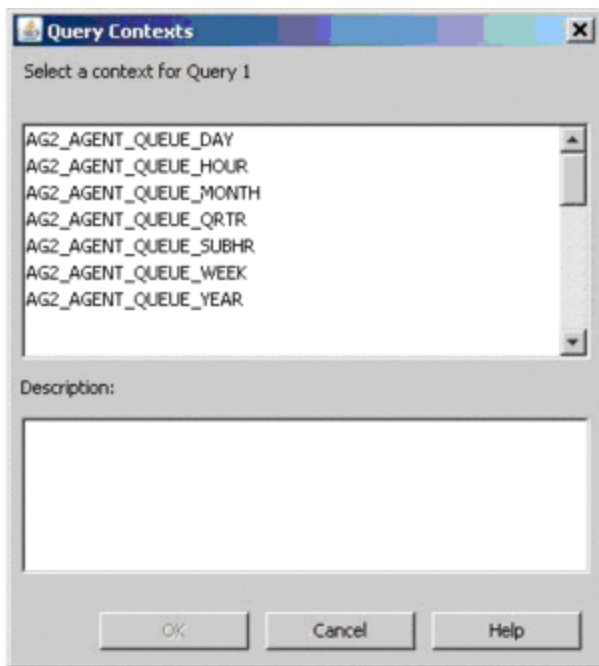 Query Contexts
Select a context for Query 1
AG2_AGENT_QUEUE_DAY
AG2_AGENT_QUEUE_HOUR
AG2_AGENT_QUEUE_MONTH
AG2_AGENT_QUEUE_QRTR
AG2_AGENT_QUEUE_SUBHR
AG2_AGENT_QUEUE_WEEK
AG2_AGENT_QUEUE_YEAR
Description:
OK Cancel Help